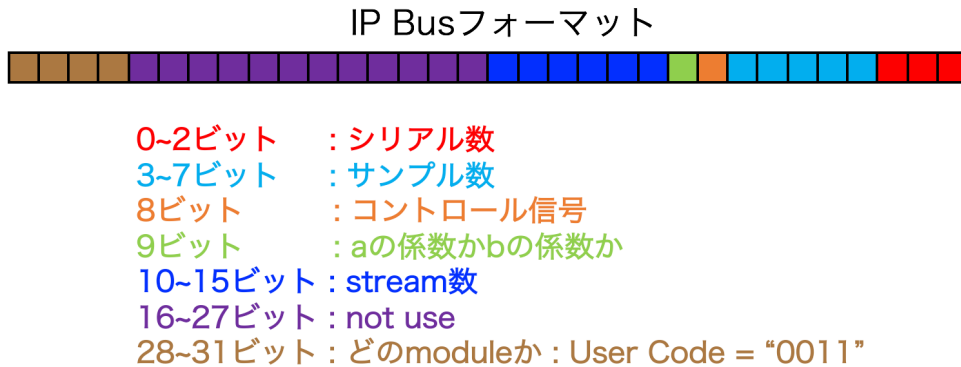 IP Busフォーマット
0~2ビット : シリアル数
3~7ビット : サンプル数
8ビット : コントロール信号
9ビット : aの係数かbの係数か
10~15ビット : stream数
16~27ビット : not use
28~31ビット : どのmoduleか : User Code = “0011”